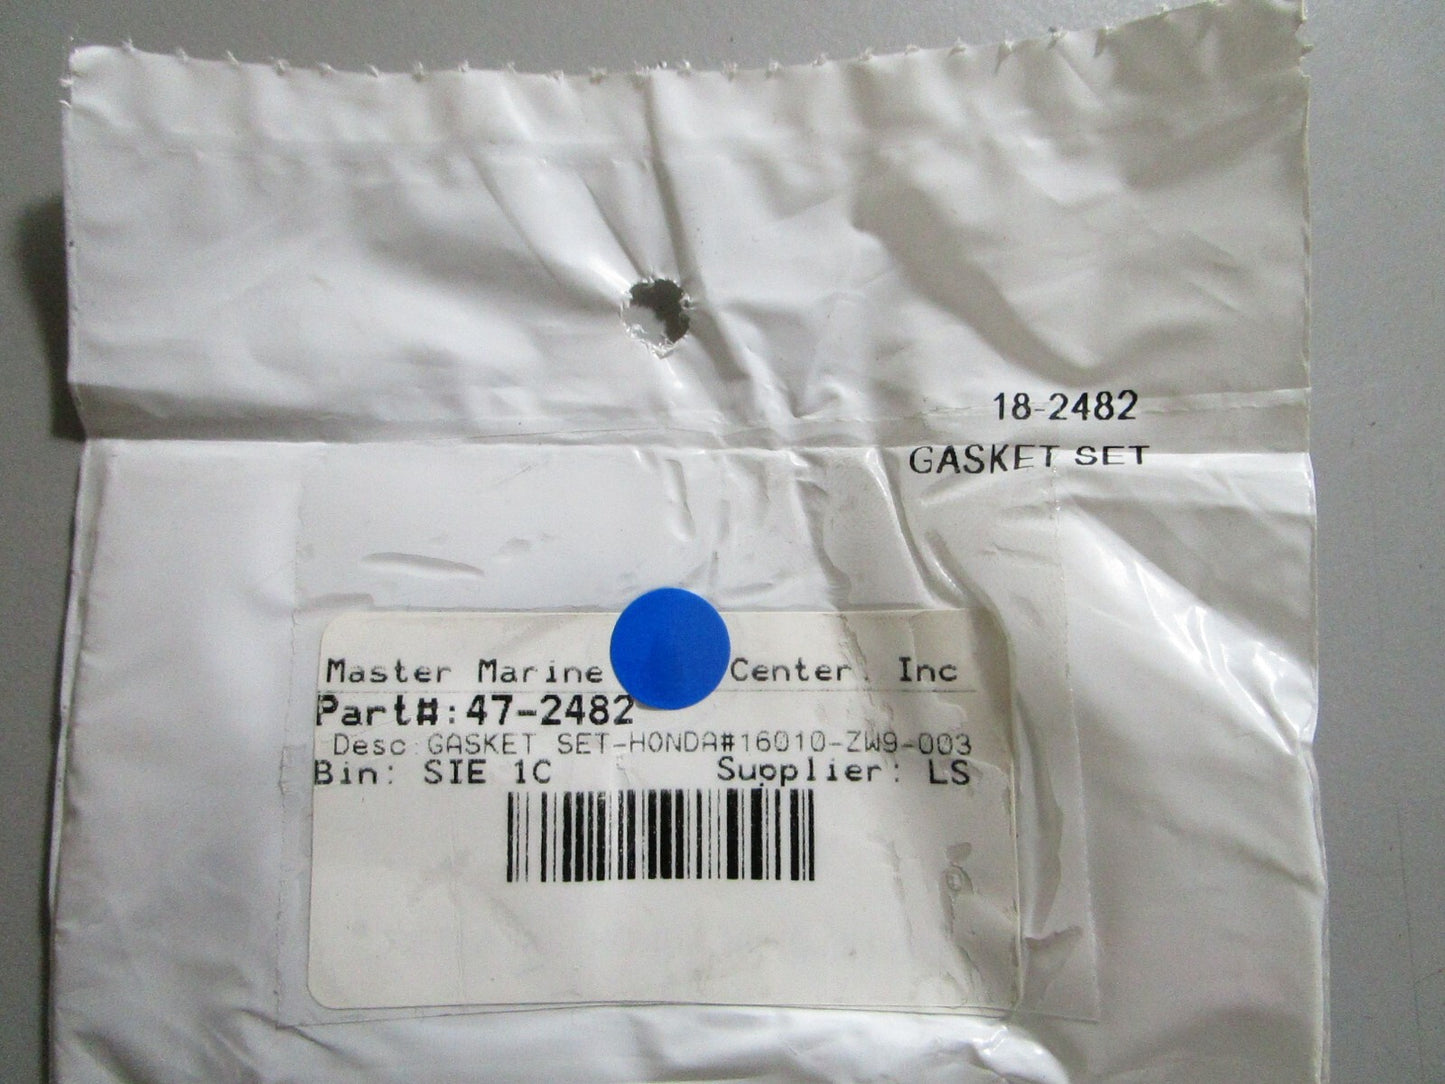 18-2482
GASKET SET
Master Marine Center. Inc
Part#:47-2482
Desc:GASKET SET-HONDA#16010-ZW9-003
Bin: SIE 1C Supplier: LS